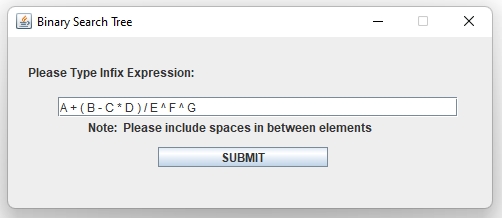 Binary Search Tree
Please Type Infix Expression:
A + ( B - C * D ) / E ^ F ^ G
Note: Please include spaces in between elements
SUBMIT